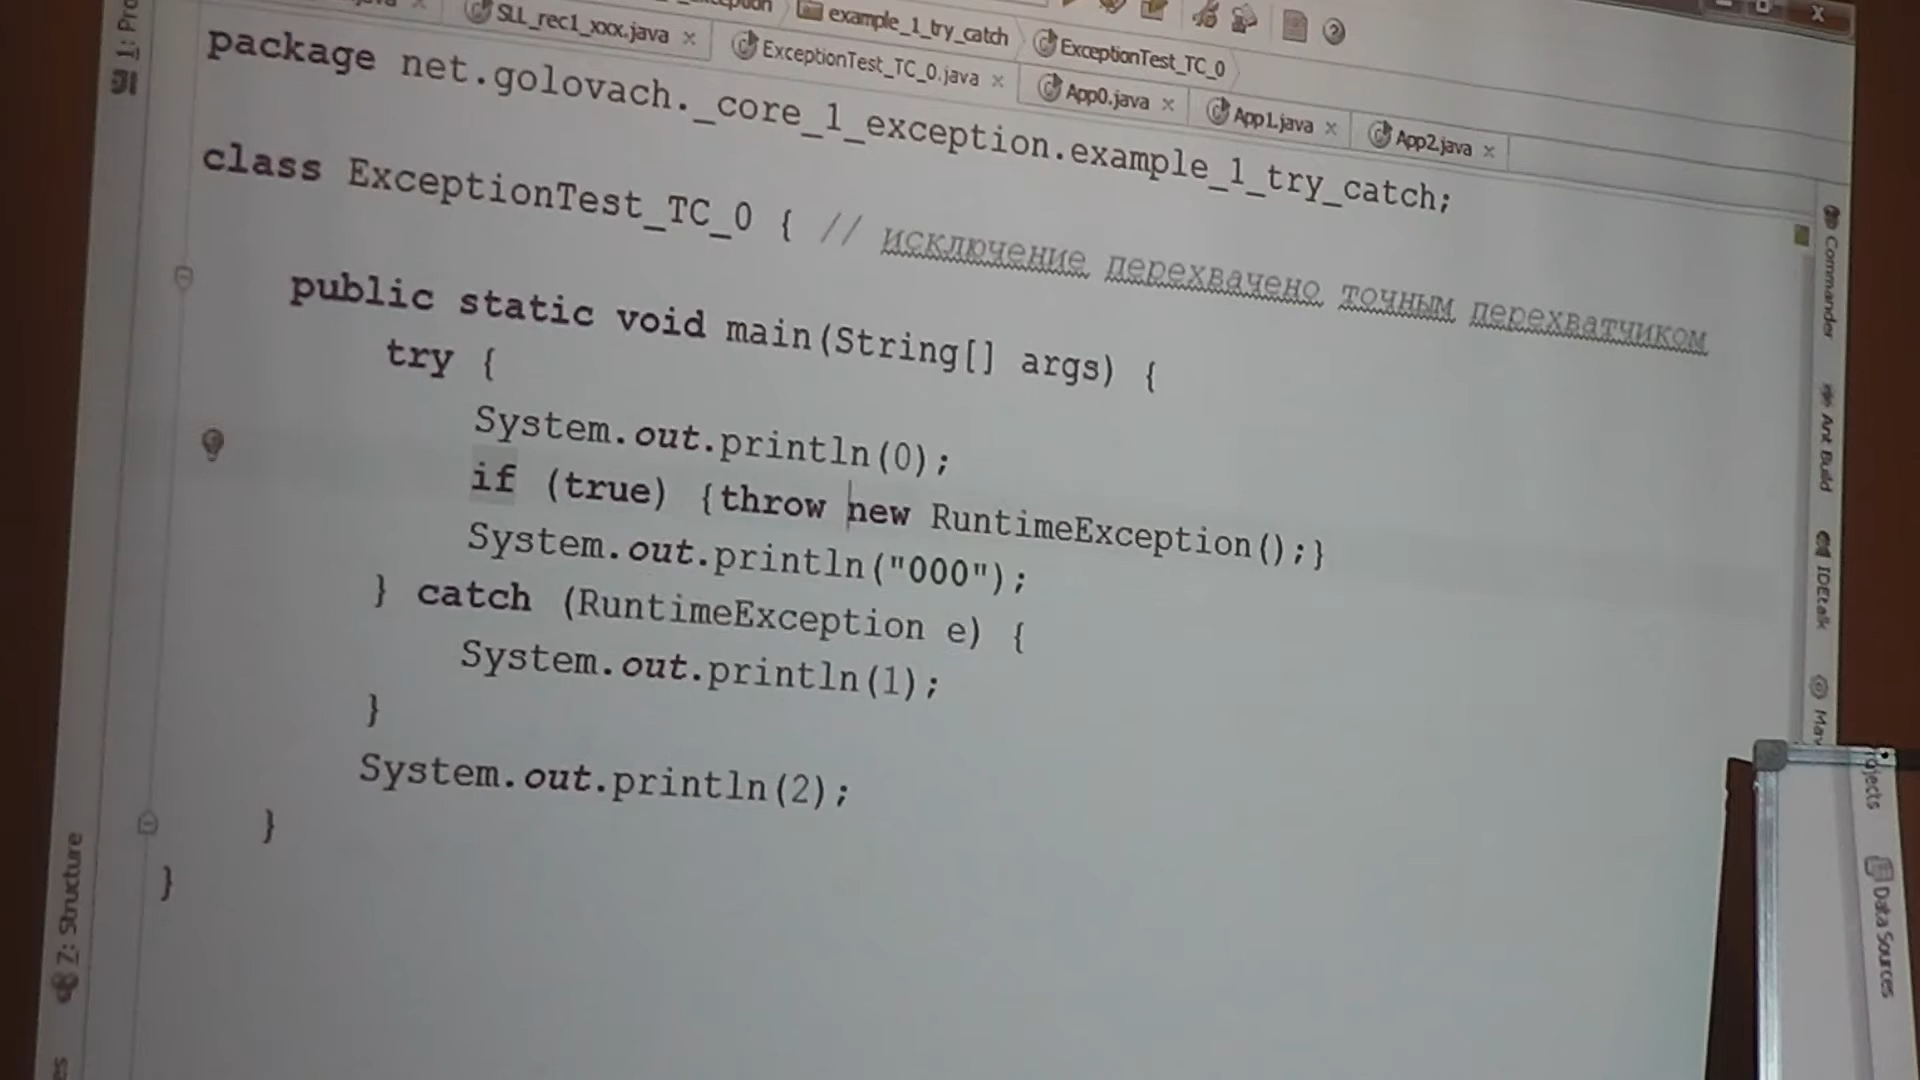 example_1_try_catch ExceptionTest_TC_0
SLL_rec1_xxx.java ExceptionTest_TC_0.java App0.java App1.java App2.java
package net.golovach._core_1_exception.example_1_try_catch;
class ExceptionTest_TC_0 { // исключение перехвачено точным перехватчиком
public static void main(String[] args) {
try {
System.out.println(0);
if (true) {throw new RuntimeException();}
System.out.println("000");
} catch (RuntimeException e) {
System.out.println(1);
}
System.out.println(2);
}
}
Z: Structure
Commander
Ant Build
IDEtalk
Data Sources